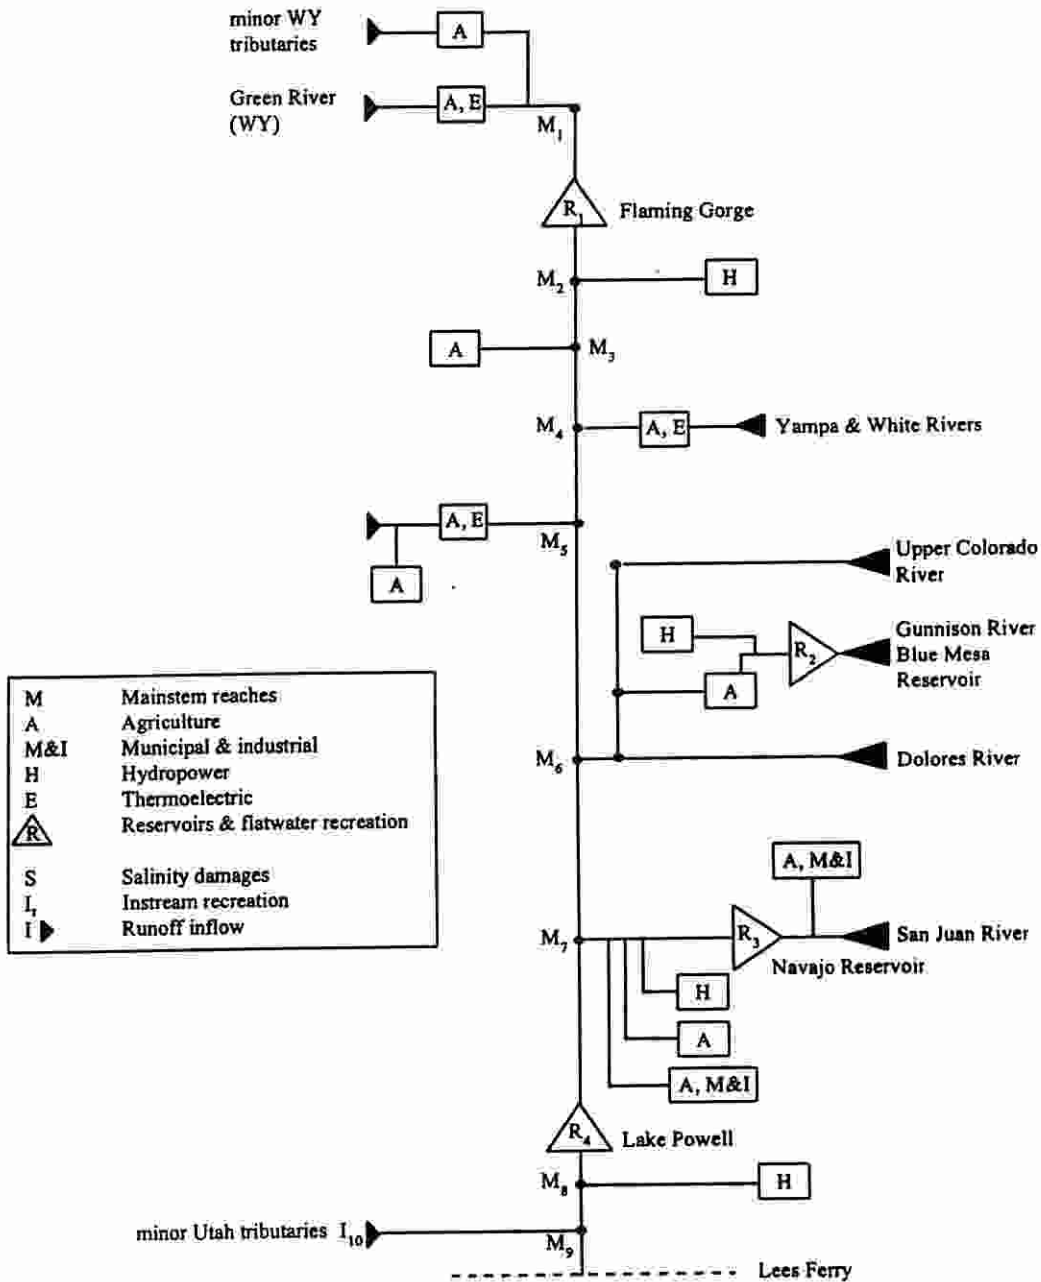 minor WY
tributaries
A
Green River
(WY)
A, E
M1
R1
Flaming Gorge
M2
H
A
M3
M4
A, E
Yampa & White Rivers
A, E
M5
A
Upper Colorado
River
H
R2
Gunnison River
Blue Mesa
Reservoir
A
M6
Dolores River
M Mainstem reaches
A Agriculture
M&I Municipal & industrial
H Hydropower
E Thermoelectric
R Reservoirs & flatwater recreation
S Salinity damages
Ir Instream recreation
I Runoff inflow
A, M&I
M7
R3
San Juan River
Navajo Reservoir
H
A
A, M&I
R4
Lake Powell
M8
H
minor Utah tributaries I10
M9
Lees Ferry